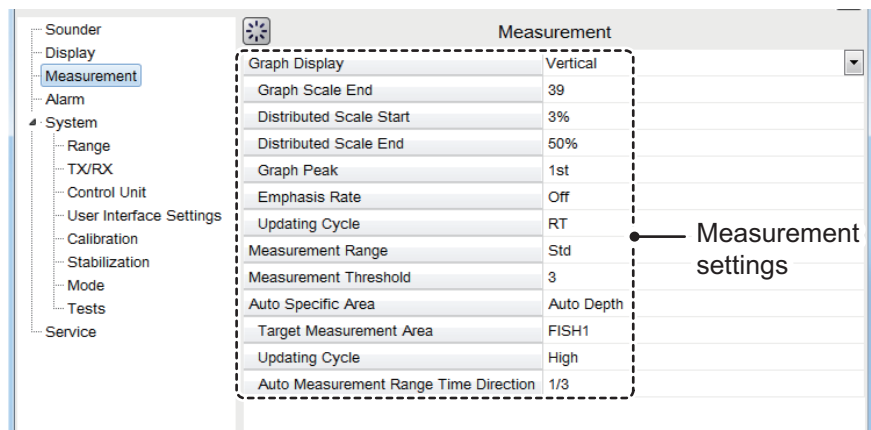 Sounder
Display
Measurement
Alarm
System
Range
TX/RX
Control Unit
User Interface Settings
Calibration
Stabilization
Mode
Tests
Service
Measurement
Graph Display Vertical
Graph Scale End 39
Distributed Scale Start 3%
Distributed Scale End 50%
Graph Peak 1st
Emphasis Rate Off
Updating Cycle RT
Measurement Range Std
Measurement Threshold 3
Auto Specific Area Auto Depth
Target Measurement Area FISH1
Updating Cycle High
Auto Measurement Range Time Direction 1/3
Measurement
settings